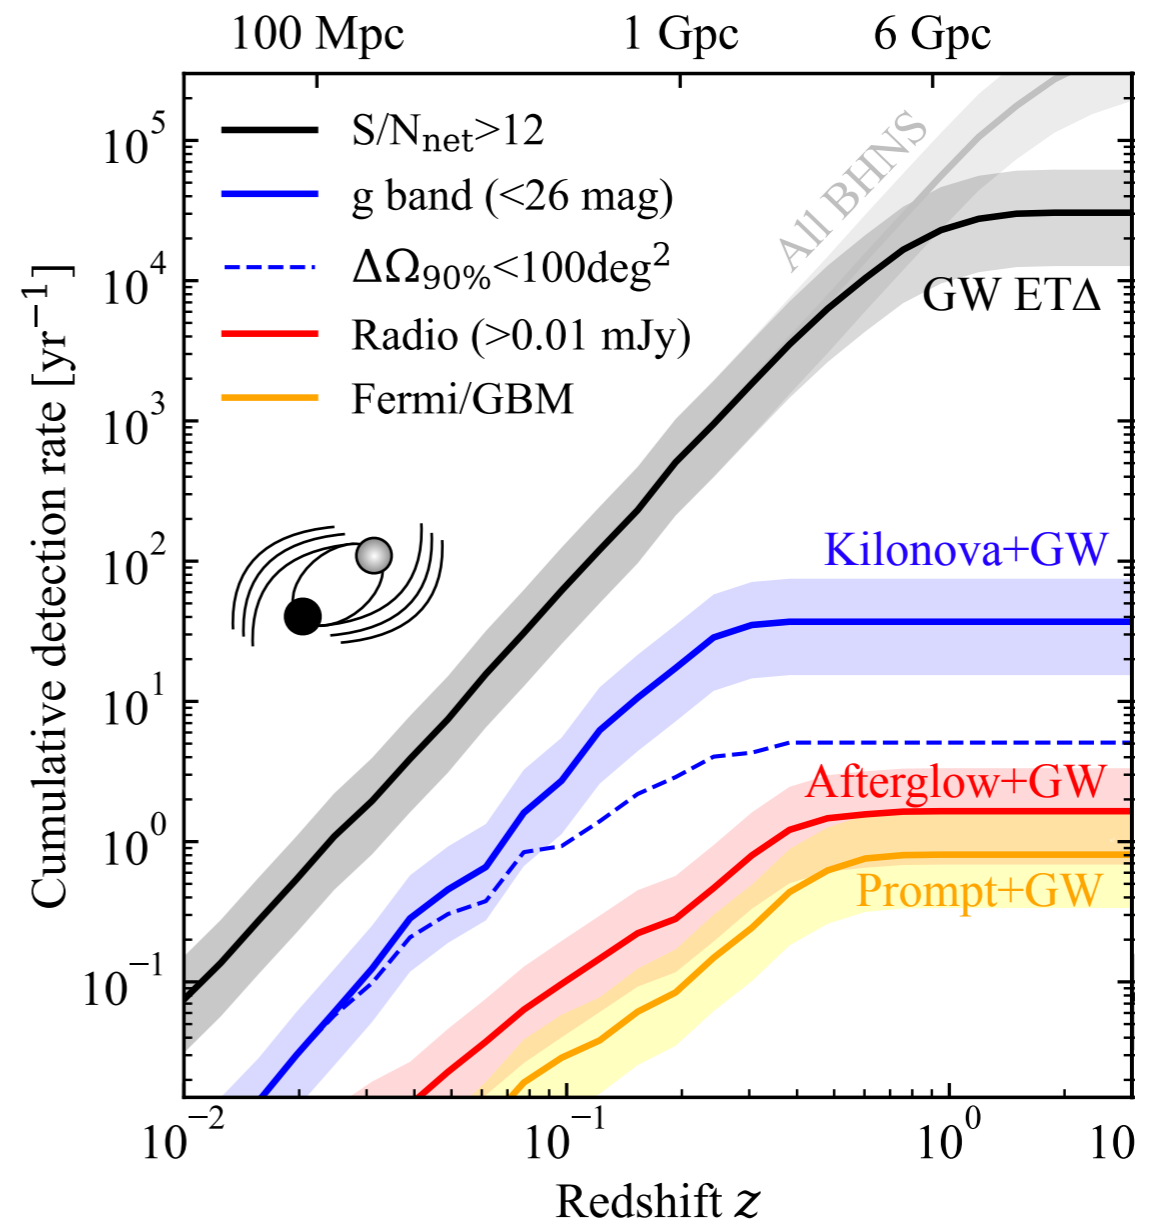 100 Mpc 1 Gpc 6 Gpc
S/N_net>12
g band (<26 mag)
ΔΩ_90%<100deg²
Radio (>0.01 mJy)
Fermi/GBM
All BHNS
GW ETΔ
Kilonova+GW
Afterglow+GW
Prompt+GW
Cumulative detection rate [yr⁻¹]
10⁵
10⁴
10³
10²
10¹
10⁰
10⁻¹
10⁻² 10⁻¹ 10⁰ 10
Redshift z